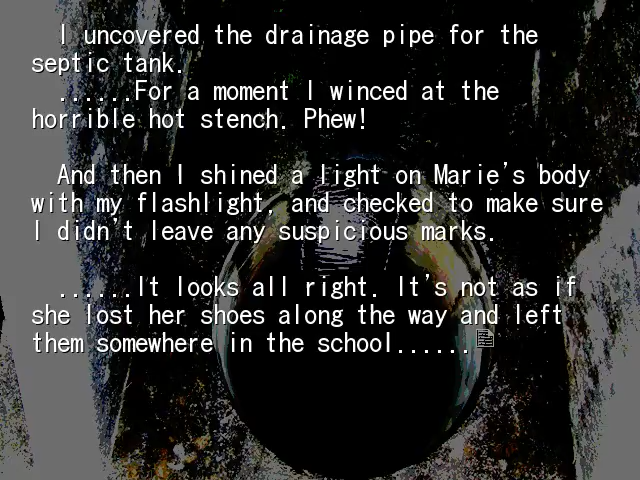 I uncovered the drainage pipe for the
septic tank.
......For a moment I winced at the
horrible hot stench. Phew!
And then I shined a light on Marie's body
with my flashlight, and checked to make sure
I didn't leave any suspicious marks.
......It looks all right. It's not as if
she lost her shoes along the way and left
them somewhere in the school......